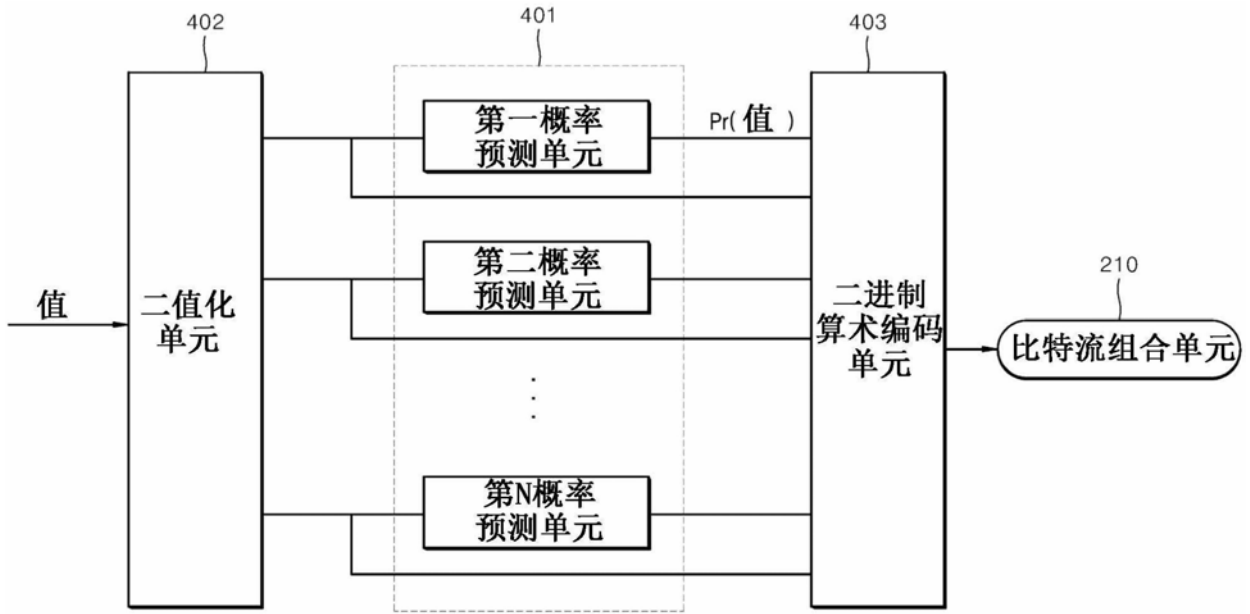 402
401
403
第一概率
预测单元
Pr( 值 )
第二概率
预测单元
210
值
二值化
单元
二进制
算术编码
单元
比特流组合单元
第N概率
预测单元